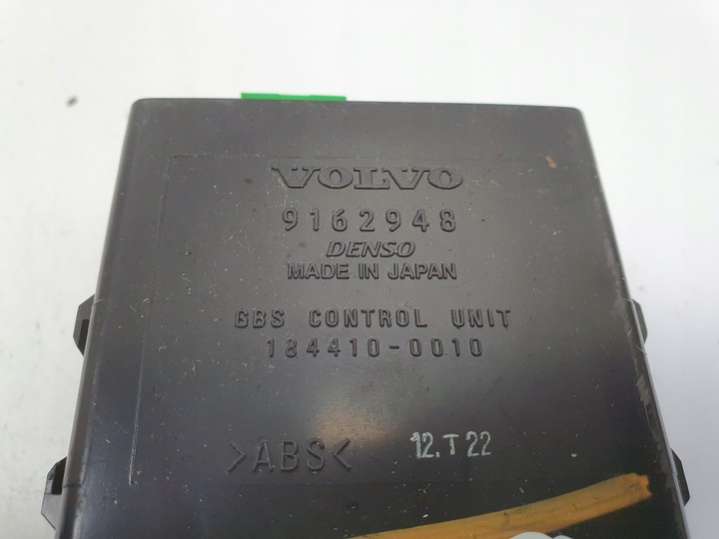 VOLVO
9162948
DENSO
MADE IN JAPAN
GBS CONTROL UNIT
184410-0010
>ABS< 12.T 22